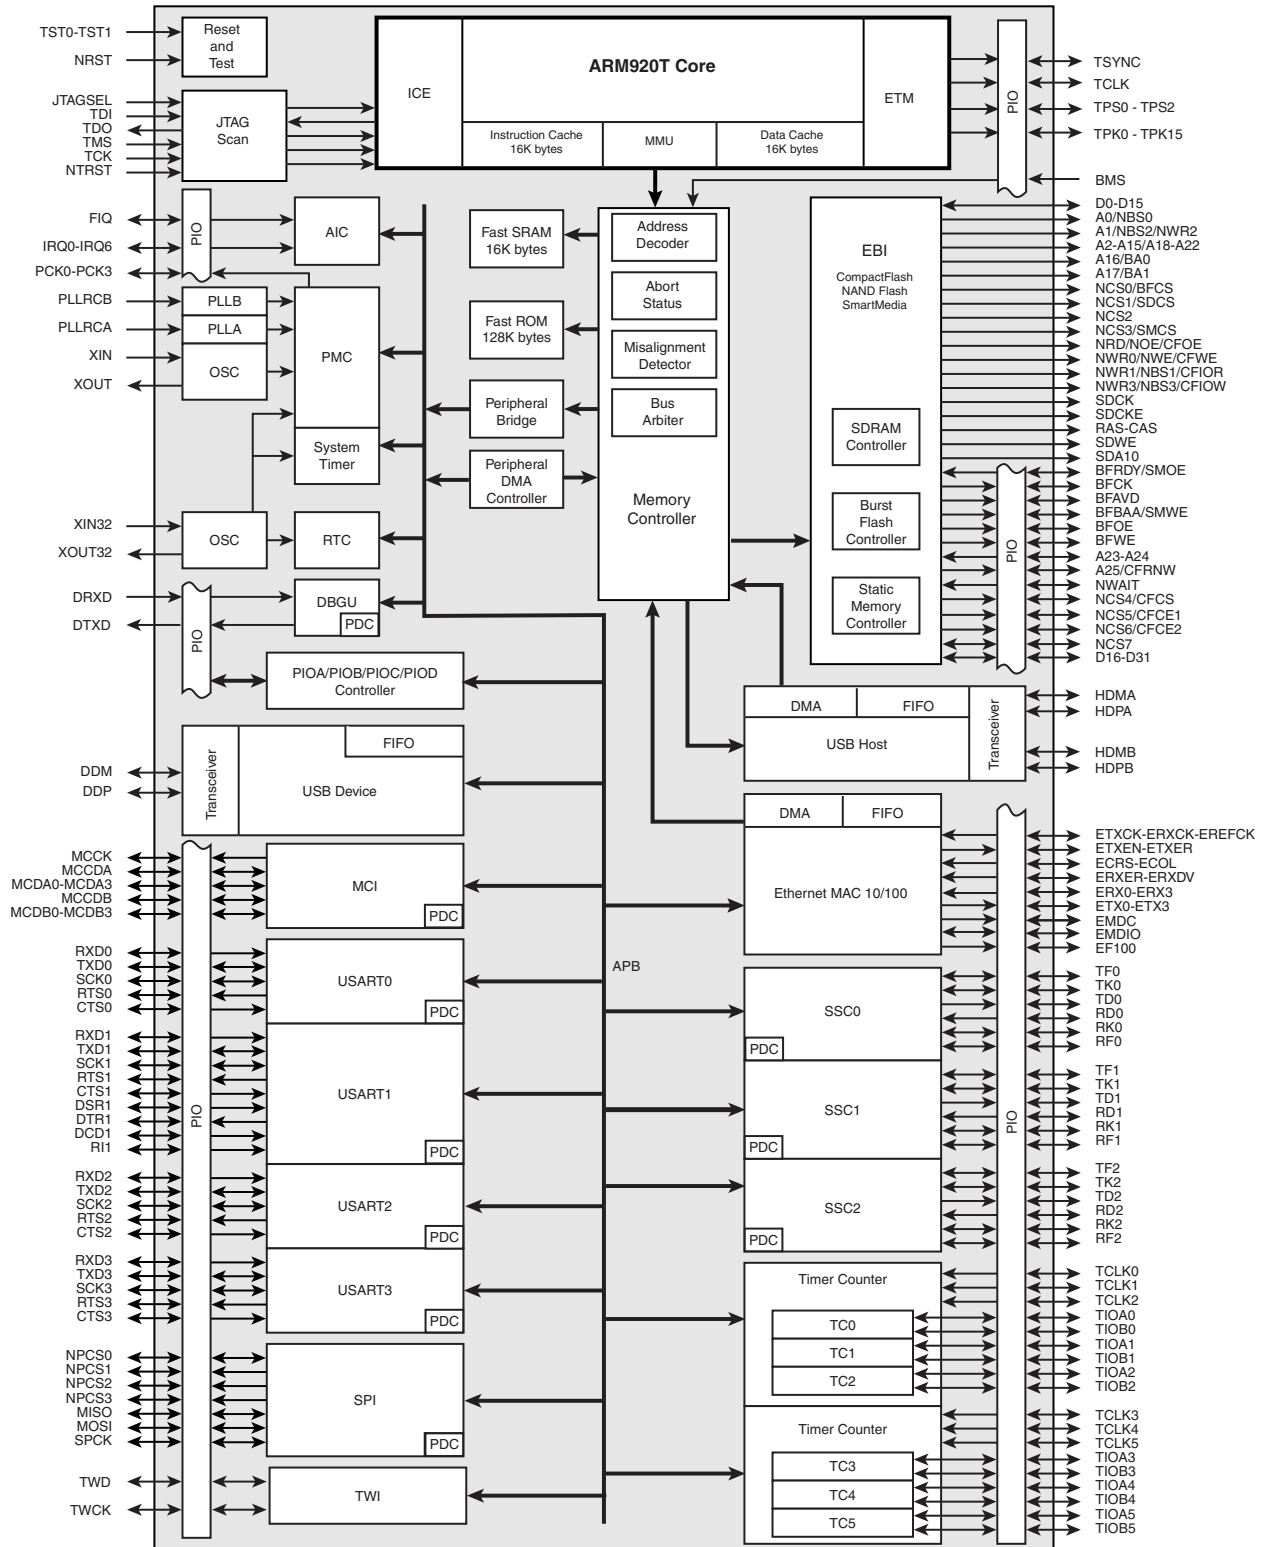 TST0-TST1
NRST
JTAGSEL
TDI
TDO
TMS
TCK
NTRST
FIQ
IRQ0-IRQ6
PCK0-PCK3
PLLRCB
PLLRCA
XIN
XOUT
XIN32
XOUT32
DRXD
DTXD
DDM
DDP
MCCK
MCCDA
MCDA0-MCDA3
MCCDB
MCDB0-MCDB3
RXD0
TXD0
SCK0
RTS0
CTS0
RXD1
TXD1
SCK1
RTS1
CTS1
DSR1
DTR1
DCD1
RI1
RXD2
TXD2
SCK2
RTS2
CTS2
RXD3
TXD3
SCK3
RTS3
CTS3
NPCS0
NPCS1
NPCS2
NPCS3
MISO
MOSI
SPCK
TWD
TWCK
Reset
and
Test
JTAG
Scan
PIO
AIC
PLLB
PLLA
OSC
PMC
System
Timer
OSC
RTC
PIO
DBGU
PDC
PIOA/PIOB/PIOC/PIOD
Controller
Transceiver
FIFO
USB Device
PIO
MCI
PDC
USART0
PDC
USART1
PDC
USART2
PDC
USART3
PDC
SPI
PDC
TWI
ICE
ARM920T Core
ETM
Instruction Cache
16K bytes
MMU
Data Cache
16K bytes
Fast SRAM
16K bytes
Fast ROM
128K bytes
Peripheral
Bridge
Peripheral
DMA
Controller
Address
Decoder
Abort
Status
Misalignment
Detector
Bus
Arbiter
Memory
Controller
APB
EBI
CompactFlash
NAND Flash
SmartMedia
SDRAM
Controller
Burst
Flash
Controller
Static
Memory
Controller
DMA
FIFO
USB Host
Transceiver
DMA
FIFO
Ethernet MAC 10/100
SSC0
PDC
SSC1
PDC
SSC2
PDC
Timer Counter
TC0
TC1
TC2
Timer Counter
TC3
TC4
TC5
PIO
PIO
PIO
TSYNC
TCLK
TPS0 - TPS2
TPK0 - TPK15
BMS
D0-D15
A0/NBS0
A1/NBS2/NWR2
A2-A15/A18-A22
A16/BA0
A17/BA1
NCS0/BFCS
NCS1/SDCS
NCS2
NCS3/SMCS
NRD/NOE/CFOE
NWR0/NWE/CFWE
NWR1/NBS1/CFIOR
NWR3/NBS3/CFIOW
SDCK
SDCKE
RAS-CAS
SDWE
SDA10
BFRDY/SMOE
BFCK
BFAVD
BFBAA/SMWE
BFOE
BFWE
A23-A24
A25/CFRNW
NWAIT
NCS4/CFCS
NCS5/CFCE1
NCS6/CFCE2
NCS7
D16-D31
HDMA
HDPA
HDMB
HDPB
ETXCK-ERXCK-EREFCK
ETXEN-ETXER
ECRS-ECOL
ERXER-ERXDV
ERX0-ERX3
ETX0-ETX3
EMDC
EMDIO
EF100
TF0
TK0
TD0
RD0
RK0
RF0
TF1
TK1
TD1
RD1
RK1
RF1
TF2
TK2
TD2
RD2
RK2
RF2
TCLK0
TCLK1
TCLK2
TIOA0
TIOB0
TIOA1
TIOB1
TIOA2
TIOB2
TCLK3
TCLK4
TCLK5
TIOA3
TIOB3
TIOA4
TIOB4
TIOA5
TIOB5